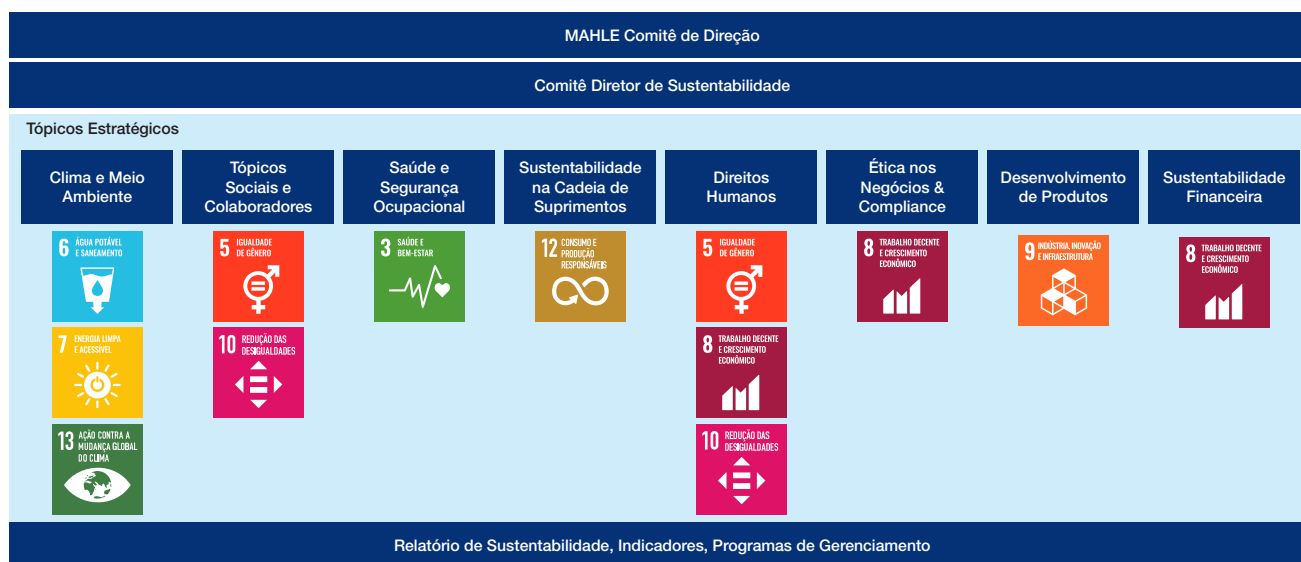 MAHLE Comitê de Direção
Comitê Diretor de Sustentabilidade
Tópicos Estratégicos
Clima e Meio
Ambiente
Tópicos
Sociais e
Colaboradores
Saúde e
Segurança
Ocupacional
Sustentabilidade
na Cadeia de
Suprimentos
Direitos
Humanos
Ética nos
Negócios &
Compliance
Desenvolvimento
de Produtos
Sustentabilidade
Financeira
6 ÁGUA POTÁVEL
E SANEAMENTO
7 ENERGIA LIMPA
E ACESSÍVEL
13 AÇÃO CONTRA A
MUDANÇA GLOBAL
DO CLIMA
5 IGUALDADE
DE GÊNERO
10 REDUÇÃO DAS
DESIGUALDADES
3 SAÚDE E
BEM-ESTAR
12 CONSUMO E
PRODUÇÃO
RESPONSÁVEIS
5 IGUALDADE
DE GÊNERO
8 TRABALHO DECENTE
E CRESCIMENTO
ECONÔMICO
10 REDUÇÃO DAS
DESIGUALDADES
8 TRABALHO DECENTE
E CRESCIMENTO
ECONÔMICO
9 INDÚSTRIA, INOVAÇÃO
E INFRAESTRUTURA
8 TRABALHO DECENTE
E CRESCIMENTO
ECONÔMICO
Relatório de Sustentabilidade, Indicadores, Programas de Gerenciamento